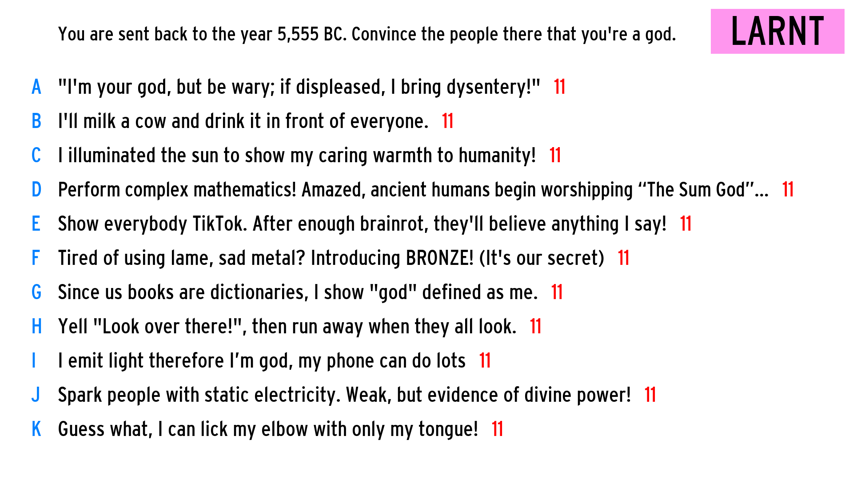 You are sent back to the year 5,555 BC. Convince the people there that you're a god.
LARNT
A "I'm your god, but be wary; if displeased, I bring dysentery!" 11
B I'll milk a cow and drink it in front of everyone. 11
C I illuminated the sun to show my caring warmth to humanity! 11
D Perform complex mathematics! Amazed, ancient humans begin worshipping “The Sum God”... 11
E Show everybody TikTok. After enough brainrot, they'll believe anything I say! 11
F Tired of using lame, sad metal? Introducing BRONZE! (It's our secret) 11
G Since us books are dictionaries, I show "god" defined as me. 11
H Yell "Look over there!", then run away when they all look. 11
I I emit light therefore I’m god, my phone can do lots 11
J Spark people with static electricity. Weak, but evidence of divine power! 11
K Guess what, I can lick my elbow with only my tongue! 11